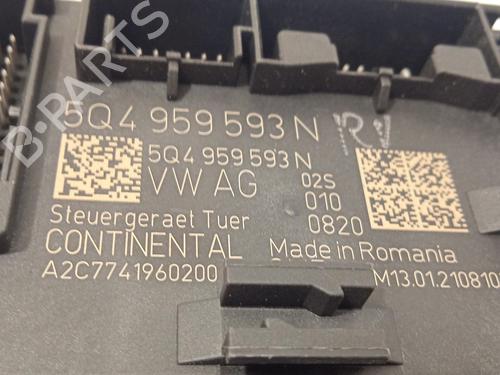 5Q4 959 593 N R1
5Q4 959 593 N
VW AG 02S
010
Steuergeraet Tuer 0820
CONTINENTAL Made in Romania
A2C7741960200 M13.01.210810
B-PARTS